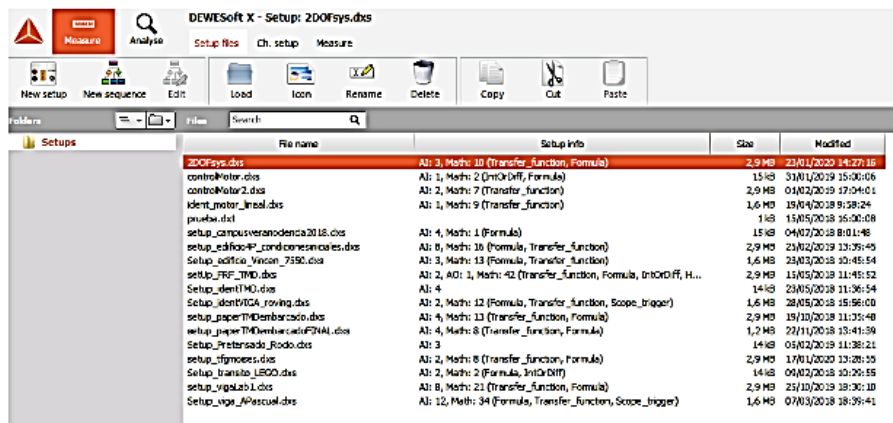 DEWESoft X - Setup: 2DOFsys.dxs
Measure Analyse Setup files Ch. setup Measure
New setup New sequence Edit Load Icon Rename Delete Copy Cut Paste
Folders Files Search
Setups
File name Setup info Size Modified
2DOFsys.dxs AI: 3, Math: 10 (Transfer_function, Formula) 2,9 MB 23/01/2020 14:27:16
controlMotor.dxs AI: 1, Math: 2 (IntOrDiff, Formula) 15 kB 31/01/2019 15:00:06
controlMotor2.dxs AI: 2, Math: 7 (Transfer_function) 2,9 MB 01/02/2019 17:04:01
ident_motor_lineal.dxs AI: 1, Math: 9 (Transfer_function) 1,6 MB 19/04/2018 9:58:24
prueba.dxt 1 kB 15/05/2018 16:00:08
setup_campusveranodencia2018.dxs AI: 4, Math: 1 (Formula) 15 kB 04/07/2018 8:01:48
setup_edificio4P_condicionesiniciales.dxs AI: 8, Math: 16 (Formula, Transfer_function) 2,9 MB 25/02/2019 13:39:45
Setup_edificio_Vincen_7550.dxs AI: 3, Math: 13 (Formula, Transfer_function) 1,6 MB 23/03/2018 10:45:54
setUp_FRF_TMD.dxs AI: 2, AO: 1, Math: 42 (Transfer_function, Formula, IntOrDiff, H... 2,9 MB 15/05/2018 11:45:52
Setup_identTMD.dxs AI: 4 14 kB 23/05/2018 11:36:54
Setup_identVIGA_roving.dxs AI: 2, Math: 12 (Formula, Transfer_function, Scope_trigger) 1,6 MB 28/05/2018 15:56:00
setup_paperTMDembarcado.dxs AI: 4, Math: 11 (Transfer_function, Formula) 2,9 MB 19/10/2018 11:35:48
setup_paperTMDembarcadoFINAL.dxs AI: 4, Math: 8 (Transfer_function, Formula) 1,2 MB 22/11/2018 13:41:39
Setup_Pretensado_Rodo.dxs AI: 3 14 kB 05/02/2019 11:38:21
setup_tfgmoises.dxs AI: 2, Math: 8 (Transfer_function, Formula) 2,9 MB 17/01/2020 13:28:55
Setup_transito_LEGO.dxs AI: 2, Math: 2 (Formula, IntOrDiff) 14 kB 09/02/2018 10:29:55
setup_vigaLab1.dxs AI: 8, Math: 21 (Transfer_function, Formula) 2,9 MB 25/10/2019 18:30:10
Setup_viga_APascual.dxs AI: 12, Math: 34 (Formula, Transfer_function, Scope_trigger) 1,6 MB 07/03/2018 18:39:41